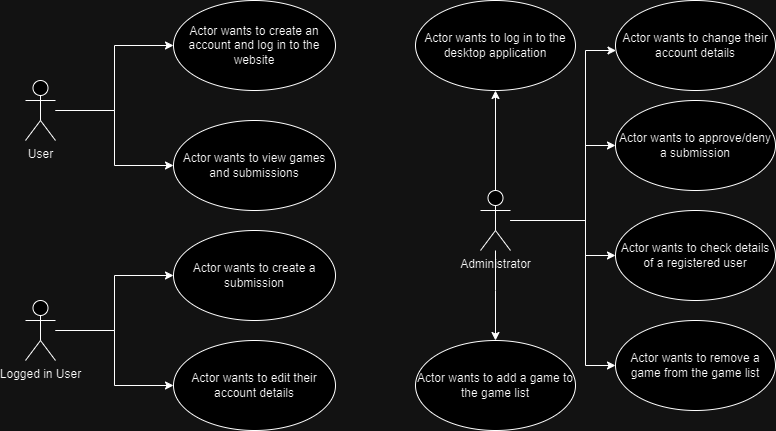 Actor wants to create an
account and log in to the
website
User
Actor wants to view games
and submissions
Actor wants to create a
submission
Logged in User
Actor wants to edit their
account details
Actor wants to log in to the
desktop application
Administrator
Actor wants to add a game to
the game list
Actor wants to change their
account details
Actor wants to approve/deny
a submission
Actor wants to check details
of a registered user
Actor wants to remove a
game from the game list